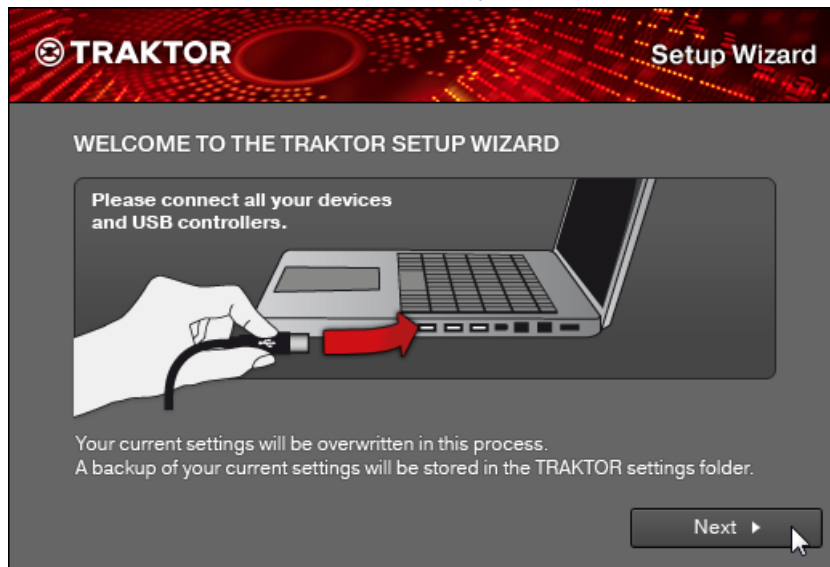 TRAKTOR
Setup Wizard
WELCOME TO THE TRAKTOR SETUP WIZARD
Please connect all your devices
and USB controllers.
Your current settings will be overwritten in this process.
A backup of your current settings will be stored in the TRAKTOR settings folder.
Next